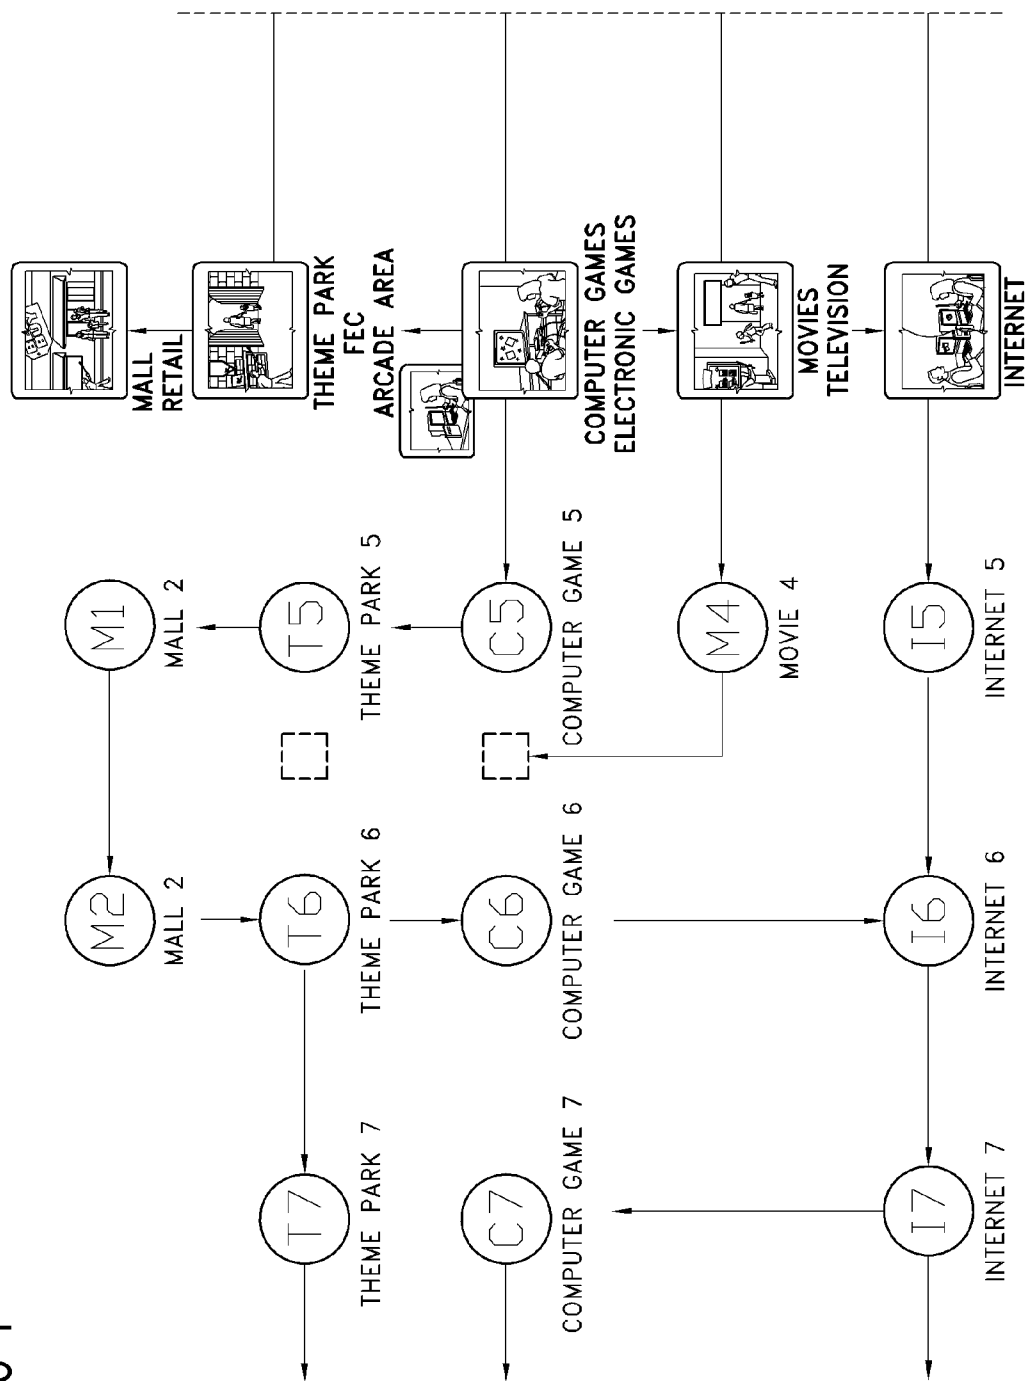 MALL
RETAIL
THEME PARK
FEC
ARCADE AREA
COMPUTER GAMES
ELECTRONIC GAMES
MOVIES
TELEVISION
INTERNET
M1
MALL 2
T5
THEME PARK 5
C5
COMPUTER GAME 5
M4
MOVIE 4
I5
INTERNET 5
M2
MALL 2
T6
THEME PARK 6
C6
COMPUTER GAME 6
I6
INTERNET 6
T7
THEME PARK 7
C7
COMPUTER GAME 7
I7
INTERNET 7